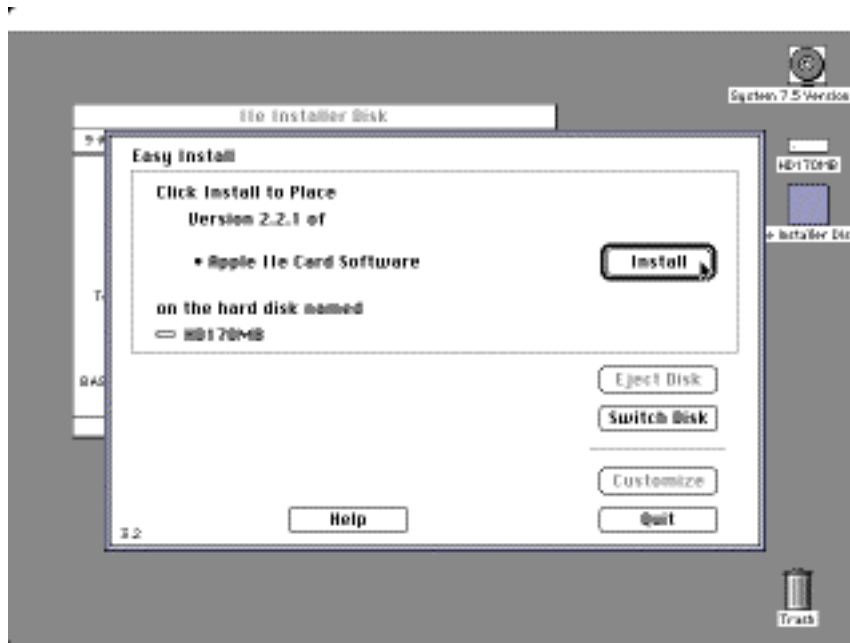 System 7.5 Version
IIe Installer Disk
HD170MB
Easy Install
Click Install to Place
Version 2.2.1 of
• Apple IIe Card Software
Install
on the hard disk named
HD170MB
e Installer Dis
Eject Disk
Switch Disk
Customize
Help
Quit
3.2
Trash